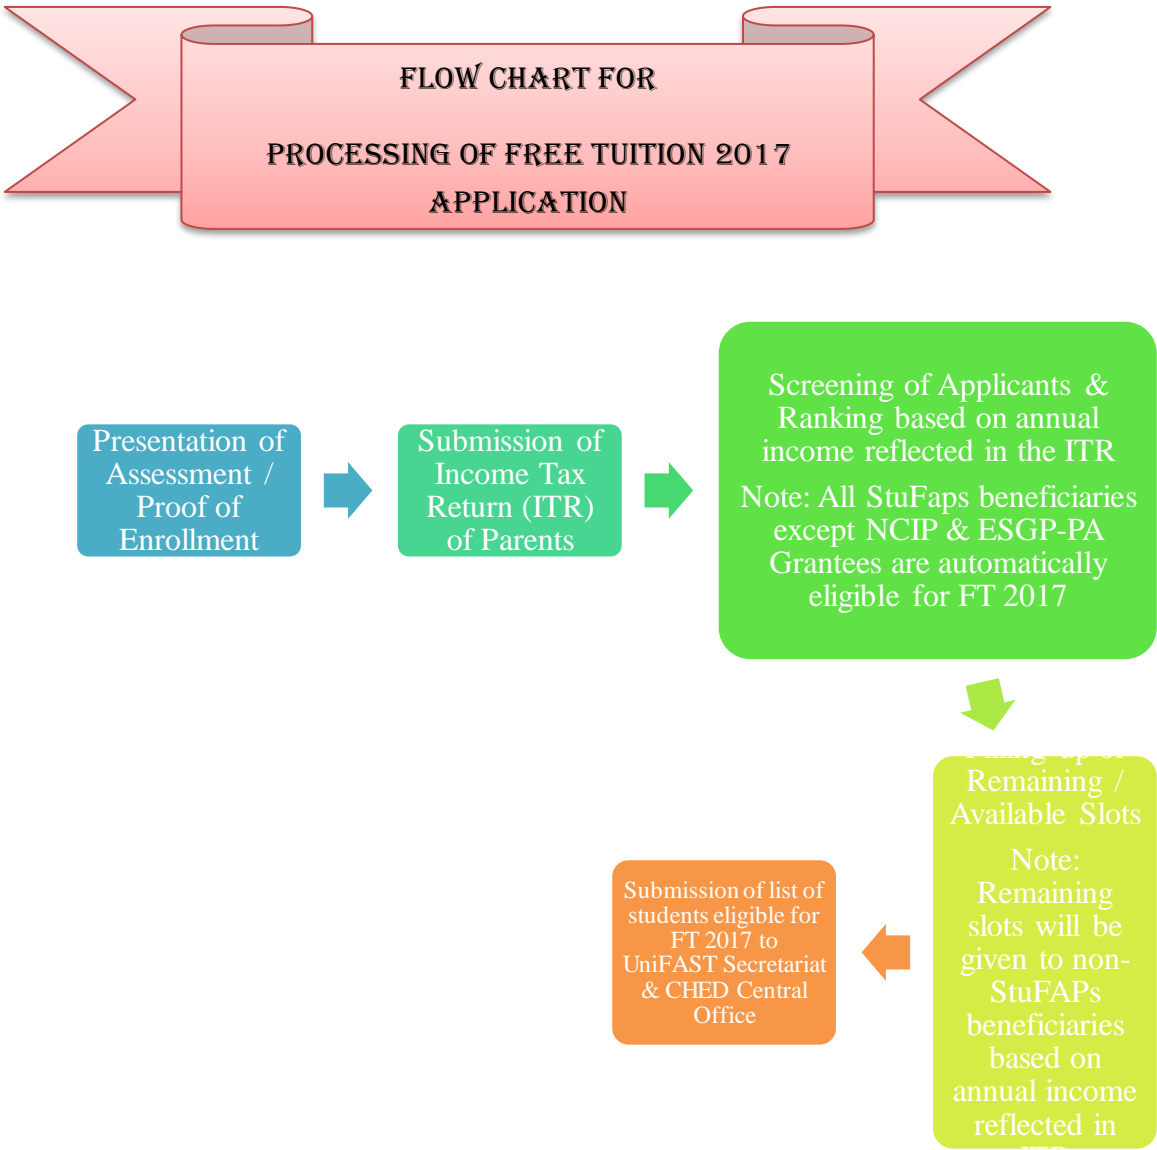 FLOW CHART FOR
PROCESSING OF FREE TUITION 2017
APPLICATION
Presentation of
Assessment /
Proof of
Enrollment
Submission of
Income Tax
Return (ITR)
of Parents
Screening of Applicants &
Ranking based on annual
income reflected in the ITR
Note: All StuFaps beneficiaries
except NCIP & ESGP-PA
Grantees are automatically
eligible for FT 2017
up of
Remaining /
Available Slots
Note:
Remaining
slots will be
given to non-
StuFAPs
beneficiaries
based on
annual income
reflected in
Submission of list of
students eligible for
FT 2017 to
UniFAST Secretariat
& CHED Central
Office